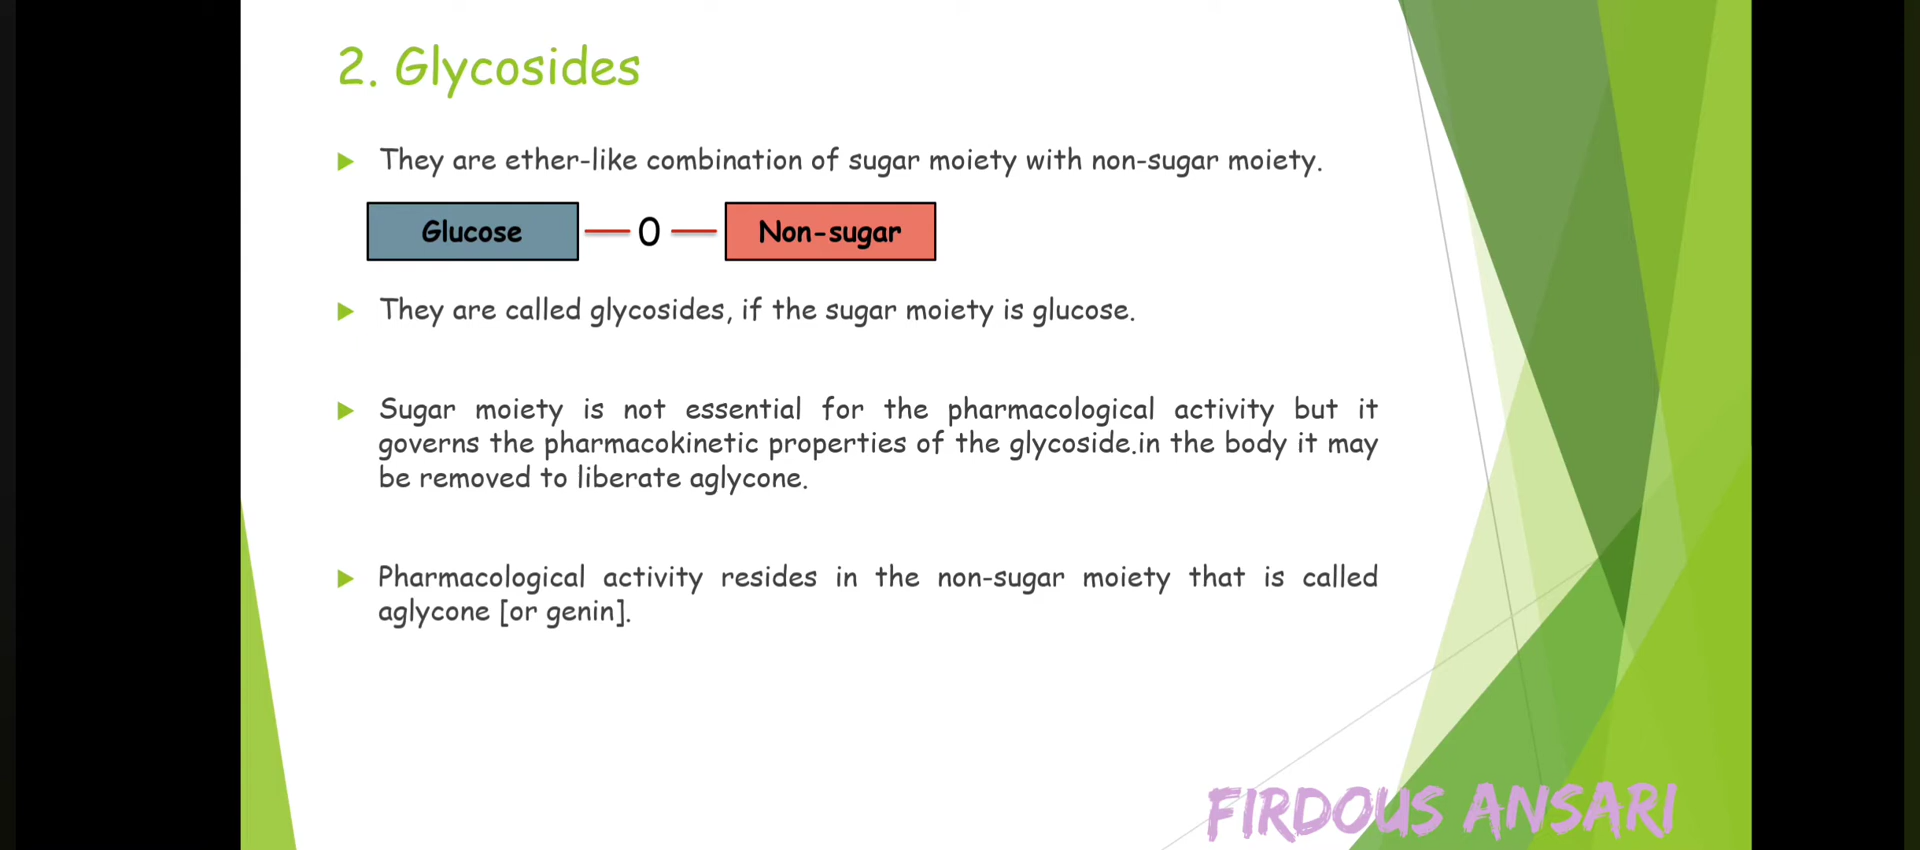 2. Glycosides
They are ether-like combination of sugar moiety with non-sugar moiety.
Glucose — O — Non-sugar
They are called glycosides, if the sugar moiety is glucose.
Sugar moiety is not essential for the pharmacological activity but it
governs the pharmacokinetic properties of the glycoside.in the body it may
be removed to liberate aglycone.
Pharmacological activity resides in the non-sugar moiety that is called
aglycone [or genin].
FIRDOUS ANSARI